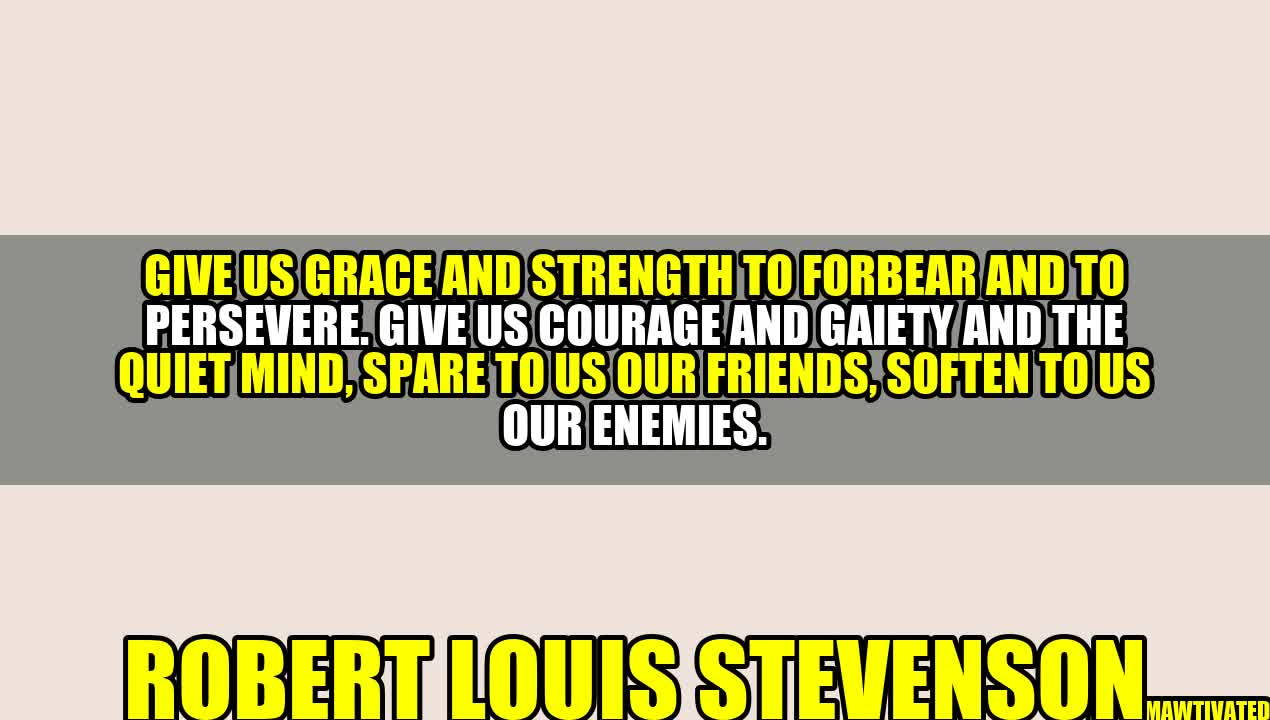 GIVE US GRACE AND STRENGTH TO FORBEAR AND TO
PERSEVERE. GIVE US COURAGE AND GAIETY AND THE
QUIET MIND, SPARE TO US OUR FRIENDS, SOFTEN TO US
OUR ENEMIES.
ROBERT LOUIS STEVENSON
MAWTIVATED